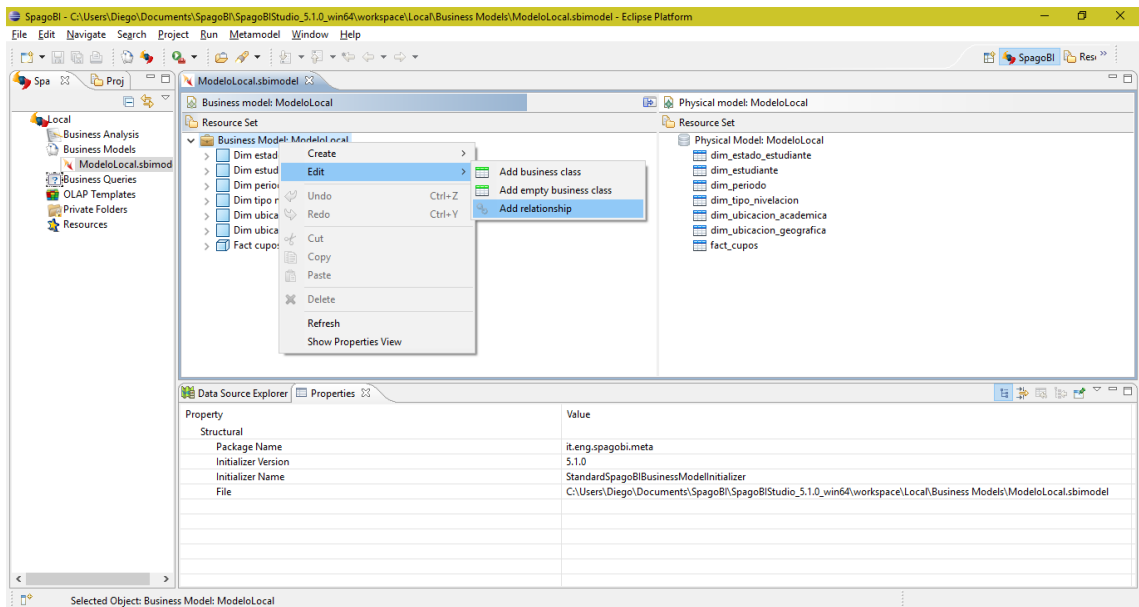 SpagoBI - C:\Users\Diego\Documents\SpagoBI\SpagoBIStudio_5.1.0_win64\workspace\Local\Business Models\ModeloLocal.sbimodel - Eclipse Platform
File Edit Navigate Search Project Run Metamodel Window Help
SpagoBI Res »
Spa Proj
ModeloLocal.sbimodel
Local
Business Analysis
Business Models
ModeloLocal.sbimod
Business Queries
OLAP Templates
Private Folders
Resources
Business model: ModeloLocal
Resource Set
Business Model: ModeloLocal
Dim estad
Dim estud
Dim perio
Dim tipo r
Dim ubica
Dim ubica
Fact cupo
Create
Edit
Undo Ctrl+Z
Redo Ctrl+Y
Cut
Copy
Paste
Delete
Refresh
Show Properties View
Add business class
Add empty business class
Add relationship
Physical model: ModeloLocal
Resource Set
Physical Model: ModeloLocal
dim_estado_estudiante
dim_estudiante
dim_periodo
dim_tipo_nivelacion
dim_ubicacion_academica
dim_ubicacion_geografica
fact_cupos
Data Source Explorer Properties
Property Value
Structural
Package Name it.eng.spagobi.meta
Initializer Version 5.1.0
Initializer Name StandardSpagoBIBusinessModelInitializer
File C:\Users\Diego\Documents\SpagoBI\SpagoBIStudio_5.1.0_win64\workspace\Local\Business Models\ModeloLocal.sbimodel
Selected Object: Business Model: ModeloLocal